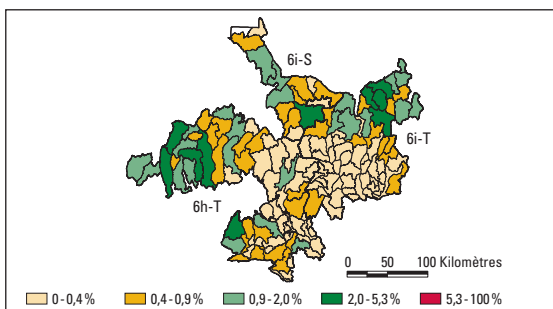 6i-S
6i-T
6h-T
0 50 100 Kilomètres
0 - 0,4 % 0,4 - 0,9 % 0,9 - 2,0 % 2,0 - 5,3 % 5,3 - 100 %